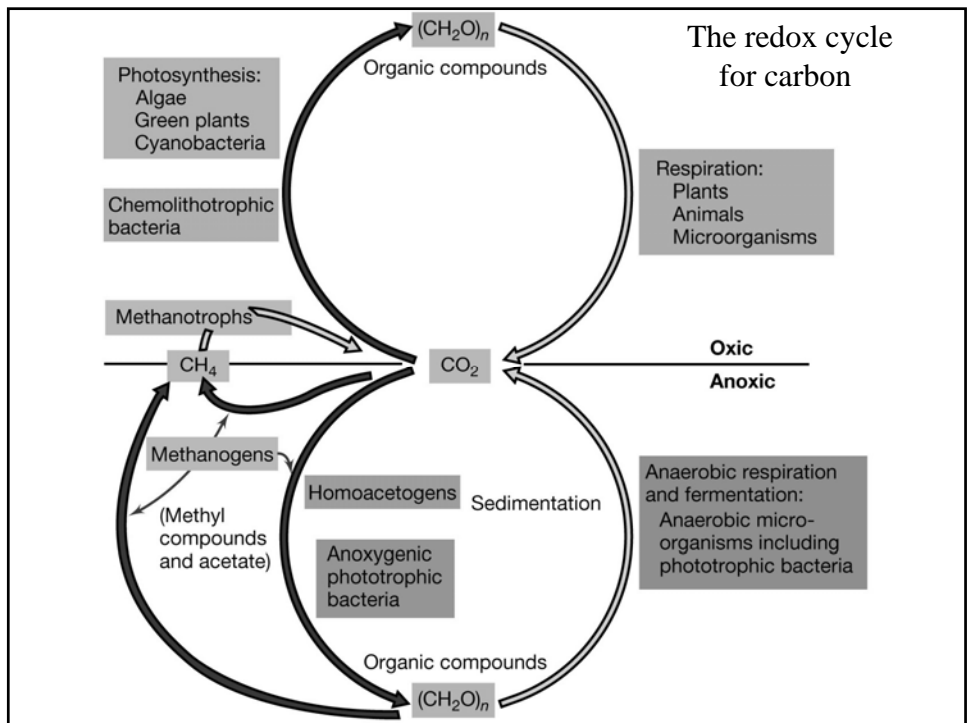 (CH₂O)ₙ
Organic compounds
The redox cycle
for carbon
Photosynthesis:
Algae
Green plants
Cyanobacteria
Chemolithotrophic
bacteria
Respiration:
Plants
Animals
Microorganisms
Methanotrophs
CH₄
CO₂
Oxic
Anoxic
Methanogens
(Methyl
compounds
and acetate)
Homoacetogens
Sedimentation
Anoxygenic
phototrophic
bacteria
Anaerobic respiration
and fermentation:
Anaerobic micro-
organisms including
phototrophic bacteria
Organic compounds
(CH₂O)ₙ